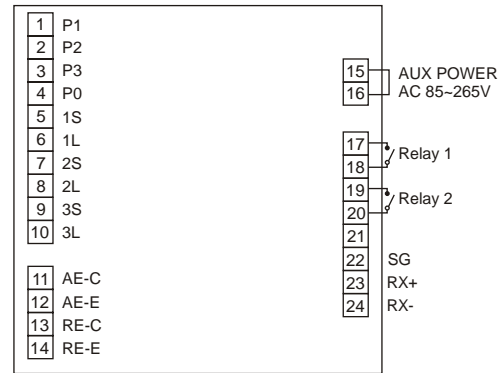 1 P1
2 P2
3 P3
4 P0
5 1S
6 1L
7 2S
8 2L
9 3S
10 3L
11 AE-C
12 AE-E
13 RE-C
14 RE-E
15 AUX POWER
16 AC 85~265V
17
18
Relay 1
19
20
Relay 2
21
22 SG
23 RX+
24 RX-